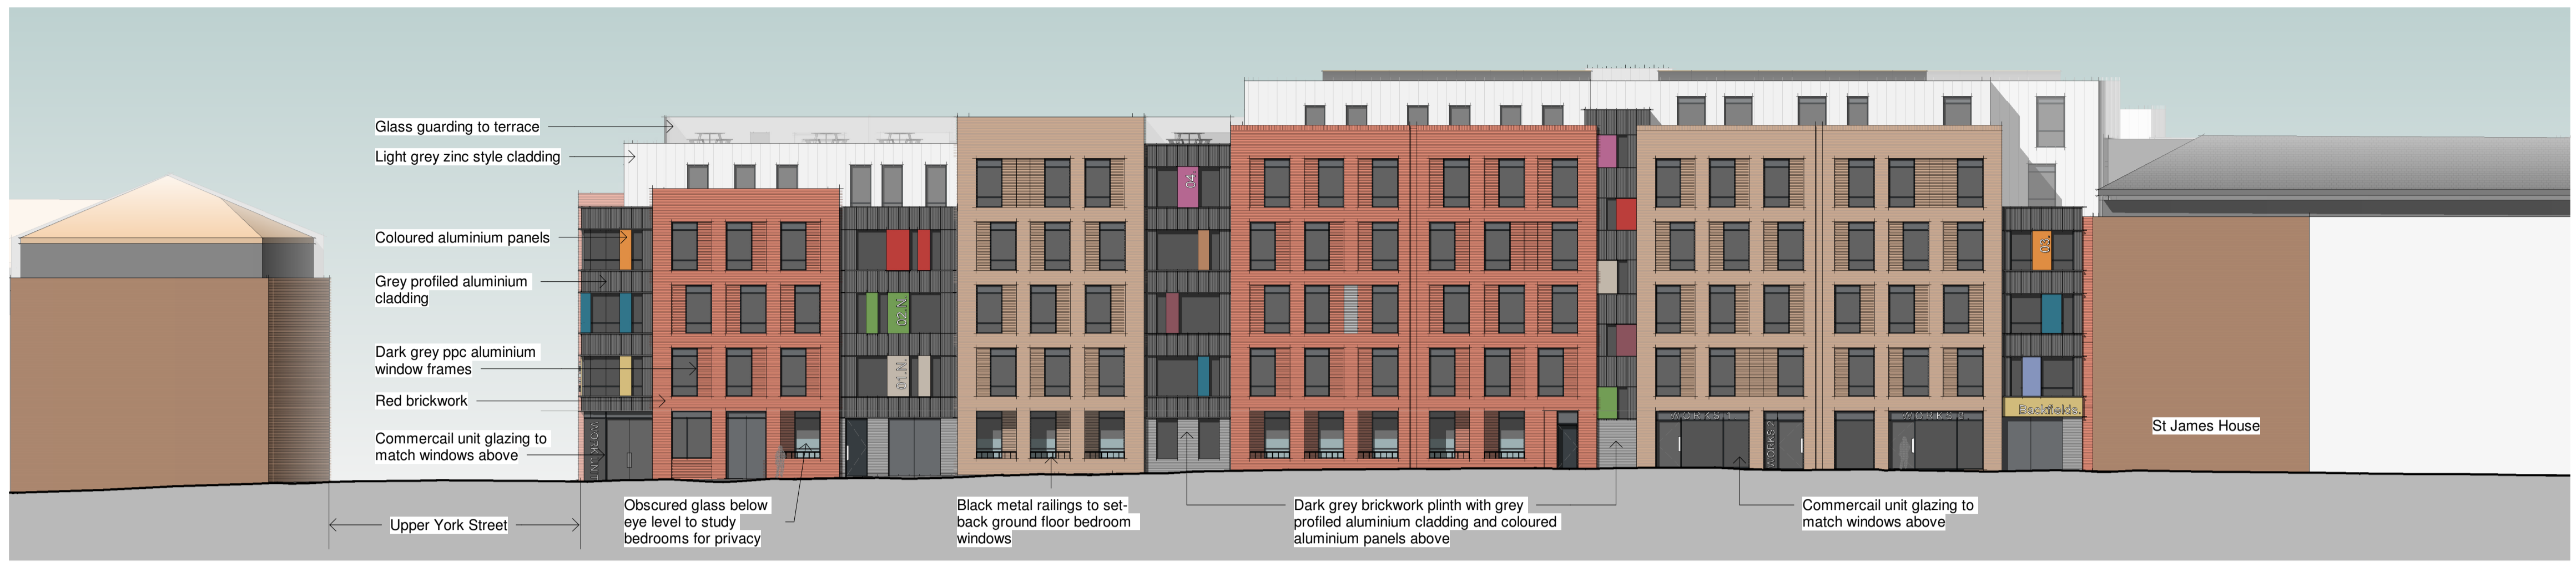 Glass guarding to terrace
Light grey zinc style cladding
Coloured aluminium panels
Grey profiled aluminium
cladding
Dark grey ppc aluminium
window frames
Red brickwork
Commercail unit glazing to
match windows above
Upper York Street
Obscured glass below
eye level to study
bedrooms for privacy
Black metal railings to set-
back ground floor bedroom
windows
Dark grey brickwork plinth with grey
profiled aluminium cladding and coloured
aluminium panels above
Commercail unit glazing to
match windows above
St James House
04.
02.N.
01.N.
03.
Backfields.
WORKS